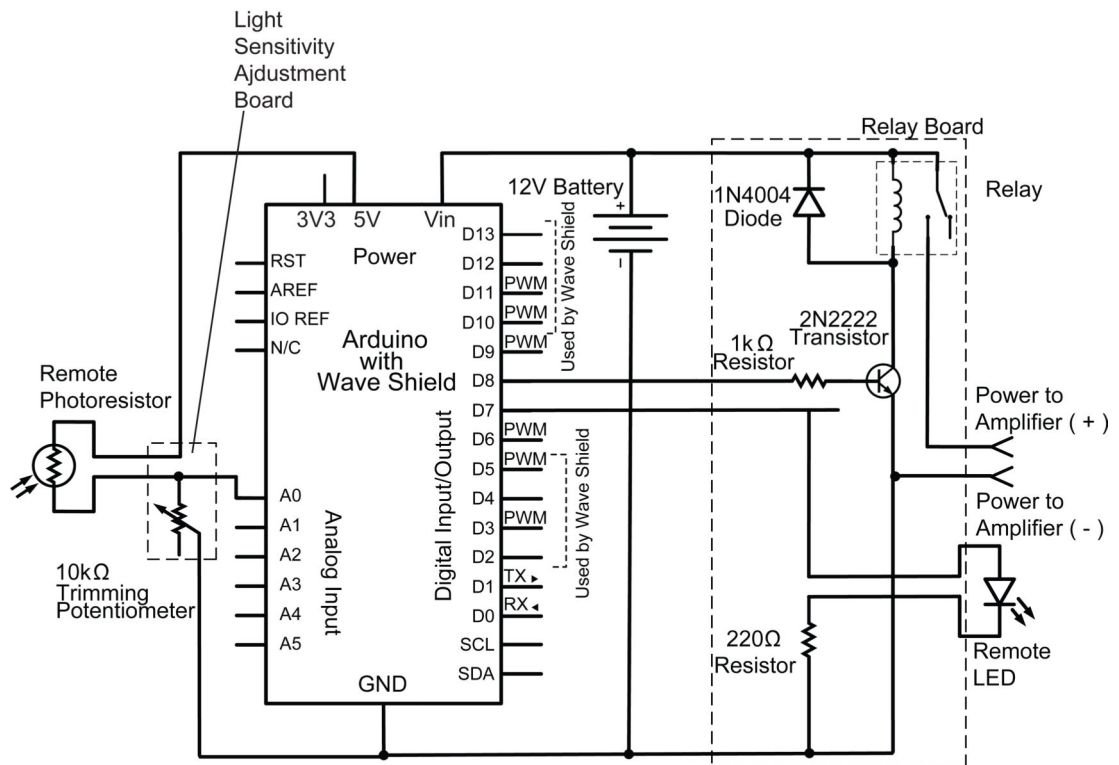 Light
Sensitivity
Ajdustment
Board
Relay Board
Relay
12V Battery
+
−
1N4004
Diode
3V3 5V Vin
Power
RST
AREF
IO REF
N/C
Arduino
with
Wave Shield
D13
D12
D11
D10
D9
D8
D7
D6
D5
D4
D3
D2
D1
D0
SCL
SDA
PWM
PWM
PWM
PWM
PWM
PWM
TX
RX
Used by Wave Shield
Used by Wave Shield
Digital Input/Output
Analog Input
A0
A1
A2
A3
A4
A5
GND
Remote
Photoresistor
10kΩ
Trimming
Potentiometer
1kΩ
Resistor
2N2222
Transistor
Power to
Amplifier ( + )
Power to
Amplifier ( - )
220Ω
Resistor
Remote
LED